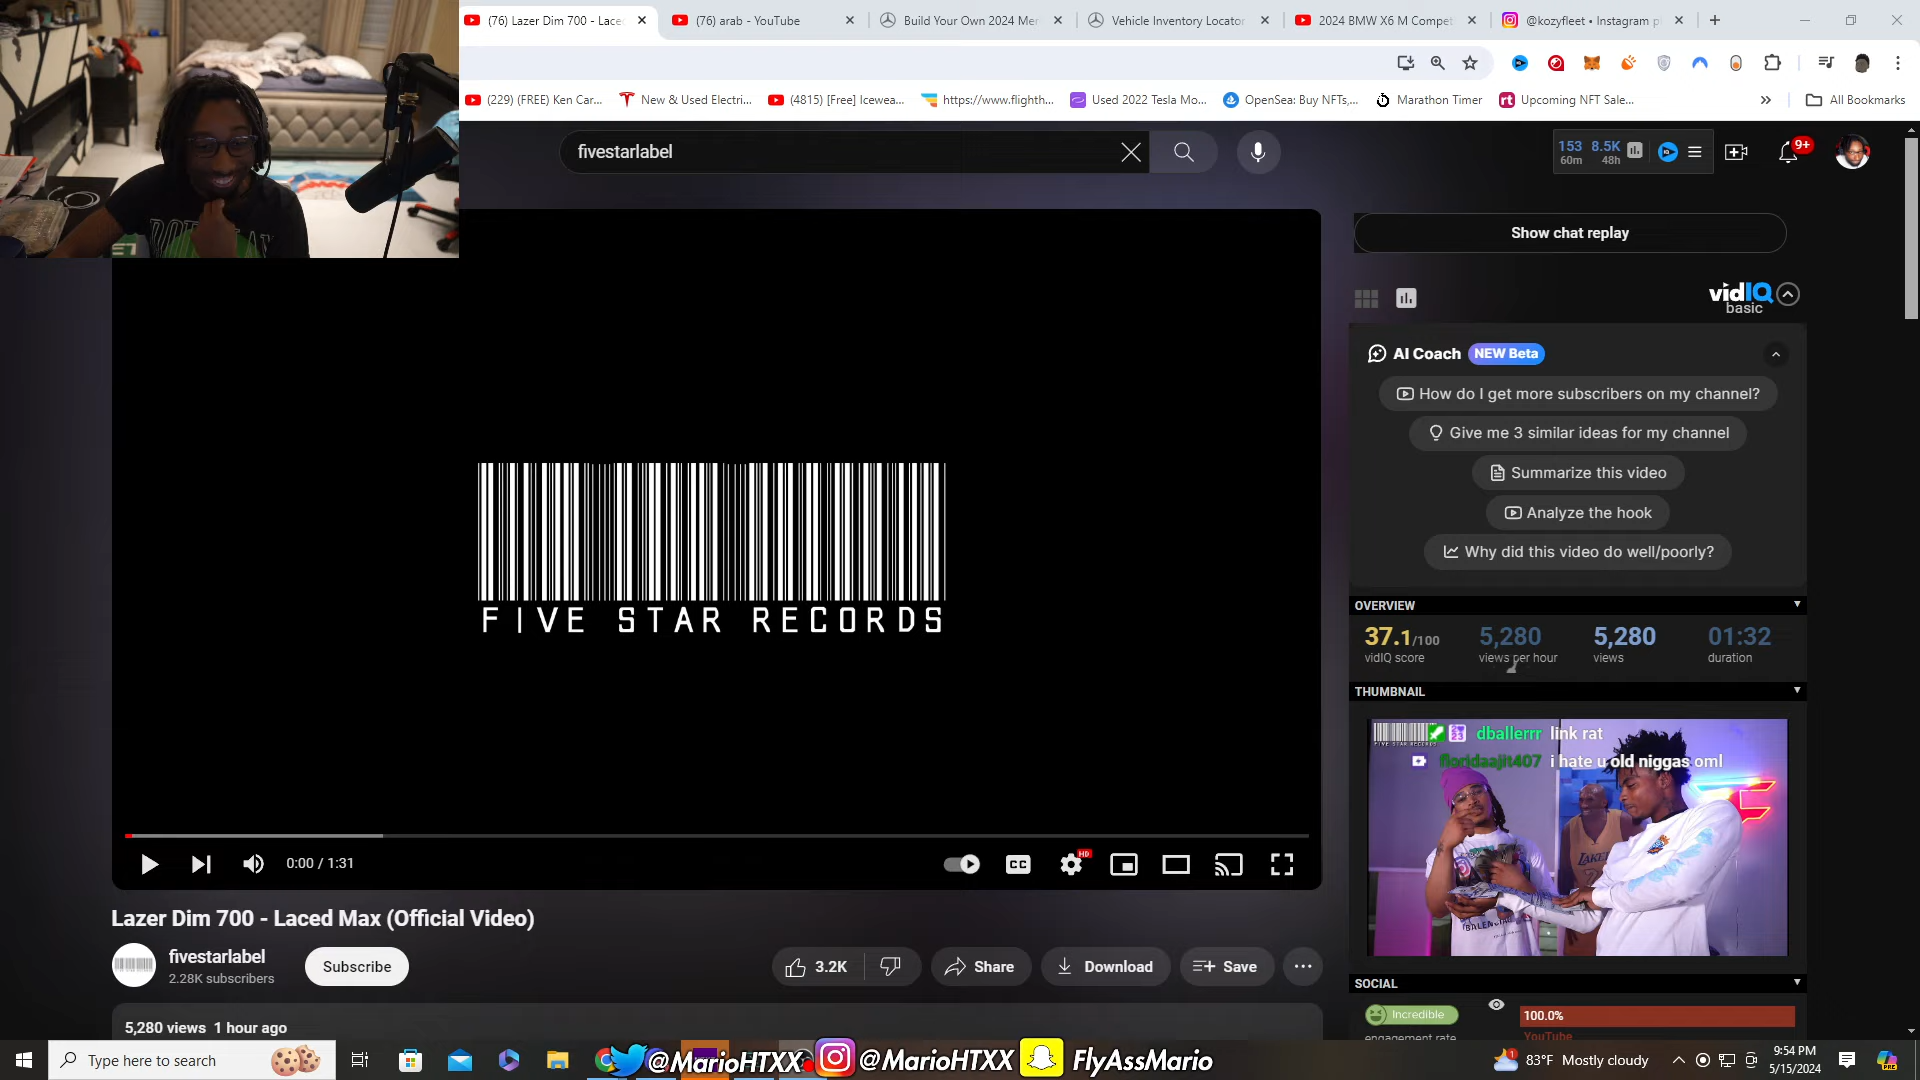 (76) Lazer Dim 700 - Lace
(76) arab - YouTube
Build Your Own 2024 Mer
Vehicle Inventory Locator
2024 BMW X6 M Compet
@kozyfleet • Instagram p
(229) (FREE) Ken Car...
New & Used Electri...
(4815) [Free] Icewea...
https://www.flighth...
Used 2022 Tesla Mo...
OpenSea: Buy NFTs,...
Marathon Timer
rt
Upcoming NFT Sale...
All Bookmarks
fivestarlabel
153 8.5K
60m 48h
9+
Show chat replay
vidIQ
basic
AI Coach NEW Beta
How do I get more subscribers on my channel?
Give me 3 similar ideas for my channel
Summarize this video
Analyze the hook
Why did this video do well/poorly?
OVERVIEW
37.1/100 5,280 5,280 01:32
vidIQ score views per hour views duration
THUMBNAIL
dballerrr link rat
floridaajit407 i hate u old niggas oml
FIVE STAR RECORDS
0:00 / 1:31
CC
HD
Lazer Dim 700 - Laced Max (Official Video)
fivestarlabel
2.28K subscribers
Subscribe
3.2K
Share
Download
Save
SOCIAL
Incredible
engagement rate
100.0%
YouTube
5,280 views 1 hour ago
Type here to search
@MarioHTXX @MarioHTXX FlyAssMario
83°F Mostly cloudy
9:54 PM
5/15/2024